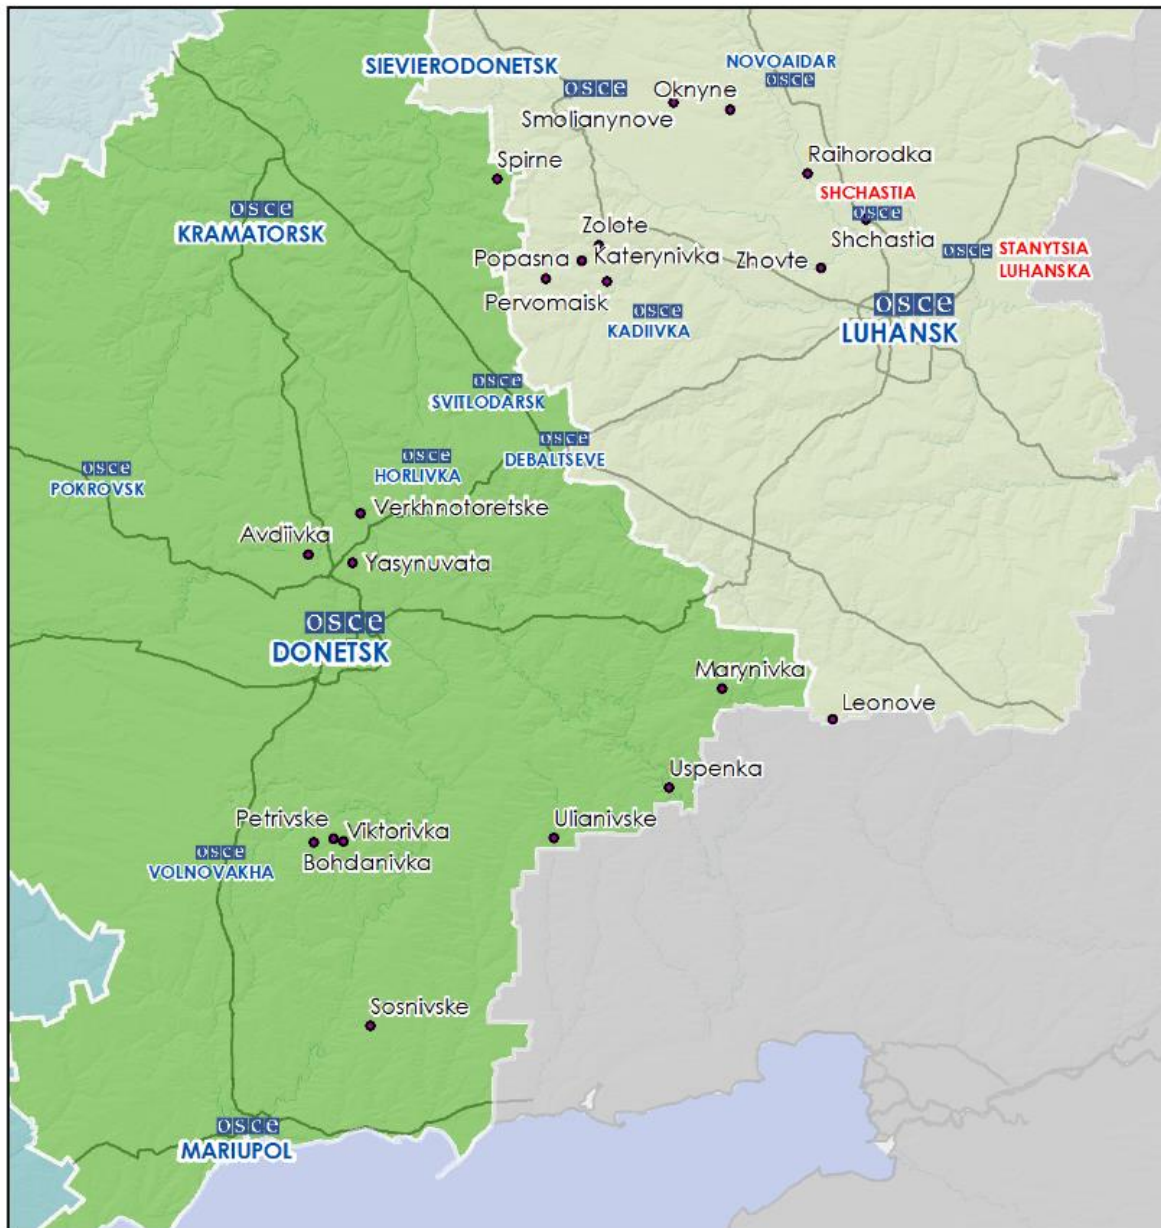 SIEVIERODONETSK
osce
NOVOAIDAR
osce
Oknyne
Smolianynove
Spirne
Raihorodka
SHCHASTIA
osce
Shchastia
osce
KRAMATORSK
Zolote
Popasna
Katerynivka
Zhovte
osce
STANYTSIA
LUHANSKA
Pervomaisk
osce
KADIIVKA
osce
LUHANSK
osce
SVITLODARSK
osce
DEBALTSEVE
osce
HORLIVKA
osce
POKROVSK
Verkhnotoretske
Avdiivka
Yasynuvata
osce
DONETSK
Marynivka
Leonove
Uspenka
Petrivske
Viktorivka
Ulianivske
Bohdanivka
osce
VOLNOVAKHA
Sosnivske
osce
MARIUPOL